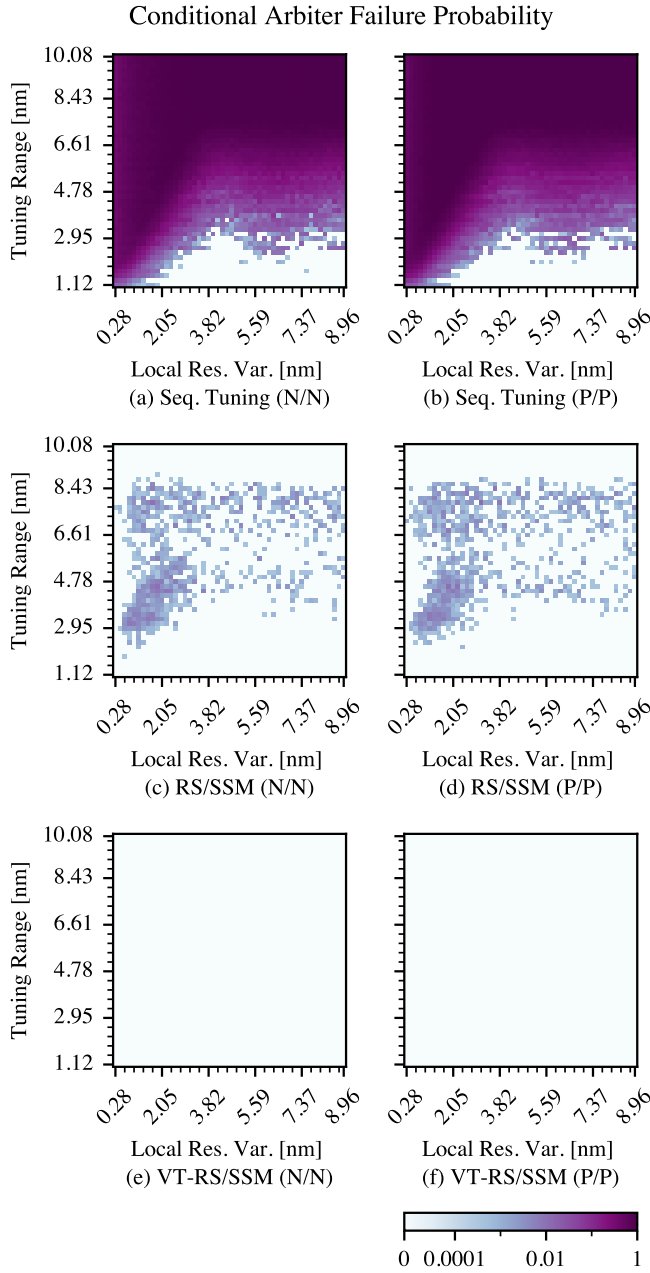 Conditional Arbiter Failure Probability
Tuning Range [nm]
10.08
8.43
6.61
4.78
2.95
1.12
0.28 2.05 3.82 5.59 7.37 8.96
0.28 2.05 3.82 5.59 7.37 8.96
Local Res. Var. [nm]
Local Res. Var. [nm]
(a) Seq. Tuning (N/N)
(b) Seq. Tuning (P/P)
Tuning Range [nm]
10.08
8.43
6.61
4.78
2.95
1.12
0.28 2.05 3.82 5.59 7.37 8.96
0.28 2.05 3.82 5.59 7.37 8.96
Local Res. Var. [nm]
Local Res. Var. [nm]
(c) RS/SSM (N/N)
(d) RS/SSM (P/P)
Tuning Range [nm]
10.08
8.43
6.61
4.78
2.95
1.12
0.28 2.05 3.82 5.59 7.37 8.96
0.28 2.05 3.82 5.59 7.37 8.96
Local Res. Var. [nm]
Local Res. Var. [nm]
(e) VT-RS/SSM (N/N)
(f) VT-RS/SSM (P/P)
0 0.0001 0.01 1